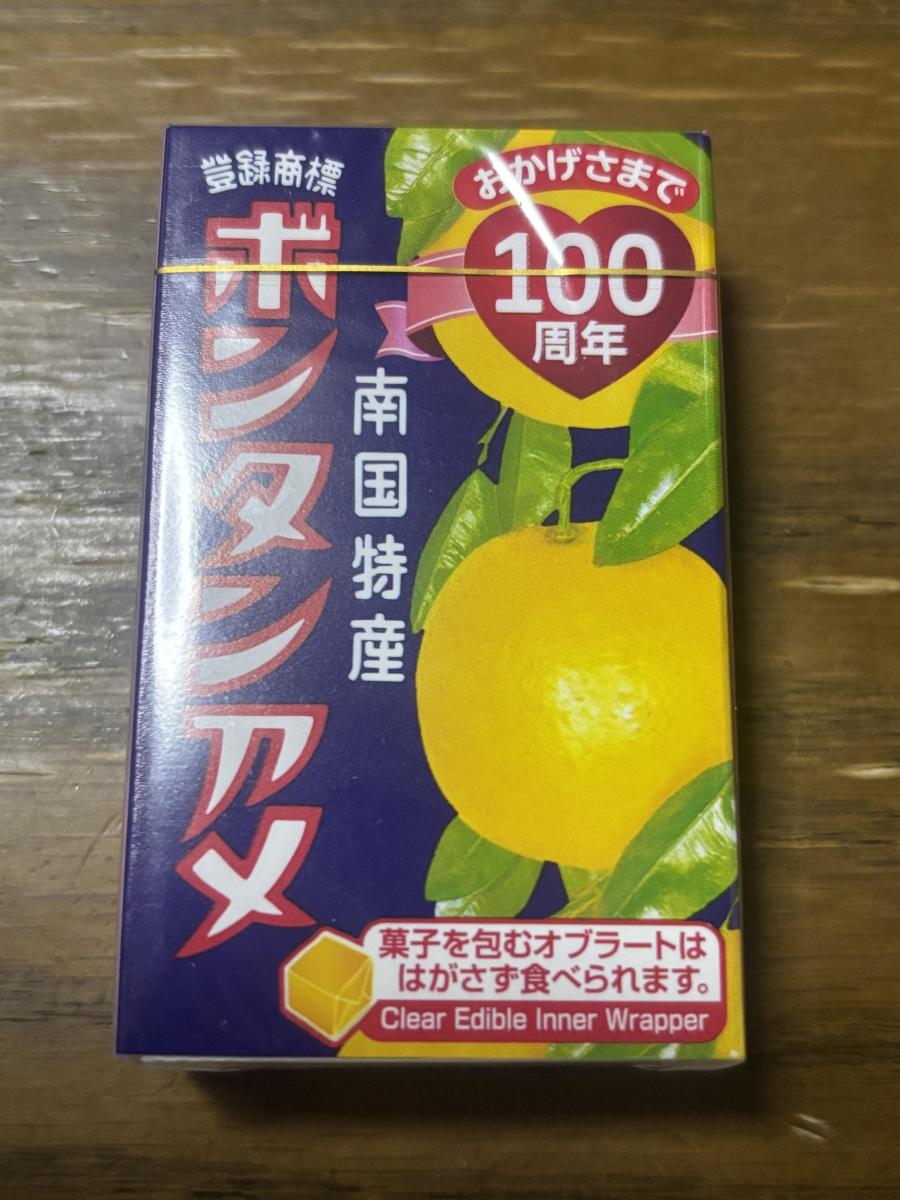 登録商標
ボンタンアメ
南国特産
おかげさまで
100
周年
菓子を包むオブラートは
はがさず食べられます。
Clear Edible Inner Wrapper